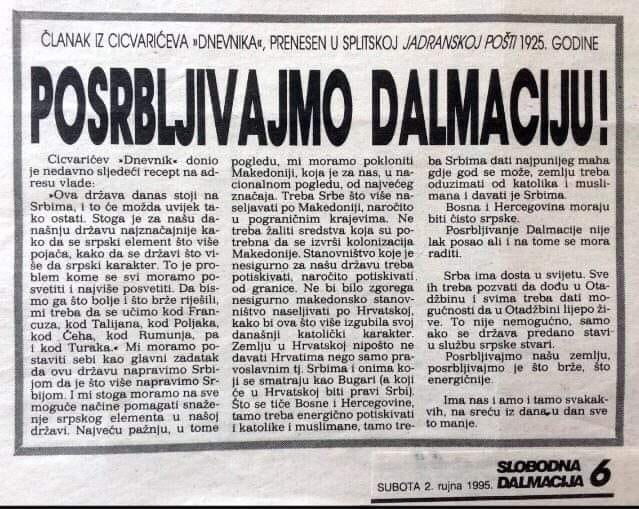 ČLANAK IZ CICVARIĆEVA »DNEVNIKA«, PRENESEN U SPLITSKOJ JADRANSKOJ POŠTI 1925. GODINE
POSRBLJIVAJMO DALMACIJU!
Cicvarićev »Dnevnik« donio
je nedavno sljedeći recept na
adresu vlade:
»Ova država danas stoji na
Srbima, i to će možda uvijek ta-
ko ostati. Stoga je za našu da-
našnju državu najznačajnije ka-
ko da se srpski element što više
pojača, kako da se državi što vi-
še da srpski karakter. To je pro-
blem kome se svi moramo po-
svetiti i najviše posvetiti. Da bi-
smo ga što bolje i što brže riješili,
mi treba da se učimo kod Fran-
cuza, kod Talijana, kod Poljaka,
kod Čeha, kod Rumunja, pa
i kod Turaka.« Mi moramo po-
staviti sebi kao glavni zadatak
da ovu državu napravimo Srbi-
jom da je što više napravimo Sr-
bijom. I mi stoga moramo na sve
moguće načine pomagati snaže-
nje srpskog elementa u našoj
državi. Najveću pažnju, u tome
pogledu, mi moramo pokloniti
Makedoniji, koja je za nas, u na-
cionalnom pogledu, od najvećeg
značaja. Treba Srbe što više na-
seljavati po Makedoniji, naročito
u pograničnim krajevima. Ne
treba žaliti sredstva koja su po-
trebna da se izvrši kolonizacija
Makedonije. Stanovništvo koje je
nesigurno za našu državu treba
potiskivati, naročito potiskivati
od granice. Ne bi bilo zgorega
nesigurno makedonsko stanov-
ništvo naseljivati po Hrvatskoj,
kako bi ova što više izgubila svoj
današnji katolički karakter.
Zemlju u Hrvatskoj nipošto ne
davati Hrvatima nego samo pra-
voslavnim tj. Srbima i onima ko-
ji se smatraju kao Bugari (a koji
će u Hrvatskoj biti pravi Srbi).
Što se tiče Bosne i Hercegovine,
tamo treba energično potiskivati
i katolike i muslimane, tamo tre-
ba Srbima dati najpunijeg maha
gdje god se može, zemlju treba
oduzimati od katolika i musli-
mana i davati je Srbima.
Bosna i Hercegovina moraju
biti čisto srpske.
Posrbljivanje Dalmacije nije
lak posao ali i na tome se mora
raditi.
Srba ima dosta u svijetu. Sve
ih treba pozvati da dođu u Ota-
džbinu i svima treba dati mo-
gućnosti da u Otadžbini lijepo ži-
ve. To nije nemogućno, samo
ako se država predano stavi
u službu srpske stvari.
Posrbljivajmo našu zemlju,
posrbljivajmo je što brže, što
energičnije.
Ima nas i amo i tamo svakak-
vih, na sreću iz dana u dan sve
to manje.
SUBOTA 2. rujna 1995.
SLOBODNA
DALMACIJA 6